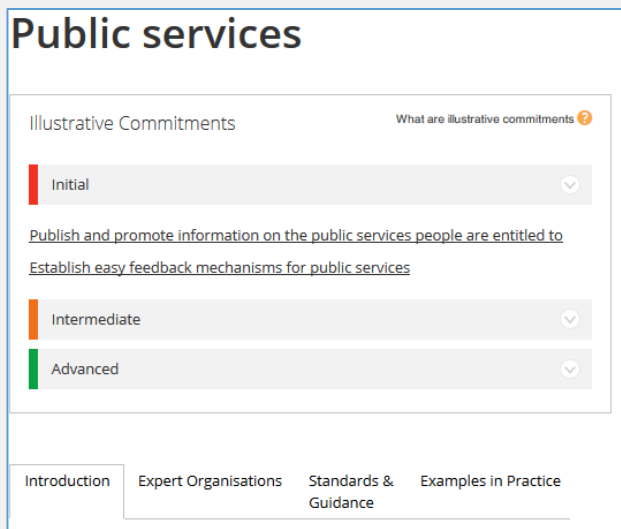 Public services
Illustrative Commitments
What are illustrative commitments ?
Initial
Publish and promote information on the public services people are entitled to
Establish easy feedback mechanisms for public services
Intermediate
Advanced
Introduction
Expert Organisations
Standards &
Guidance
Examples in Practice